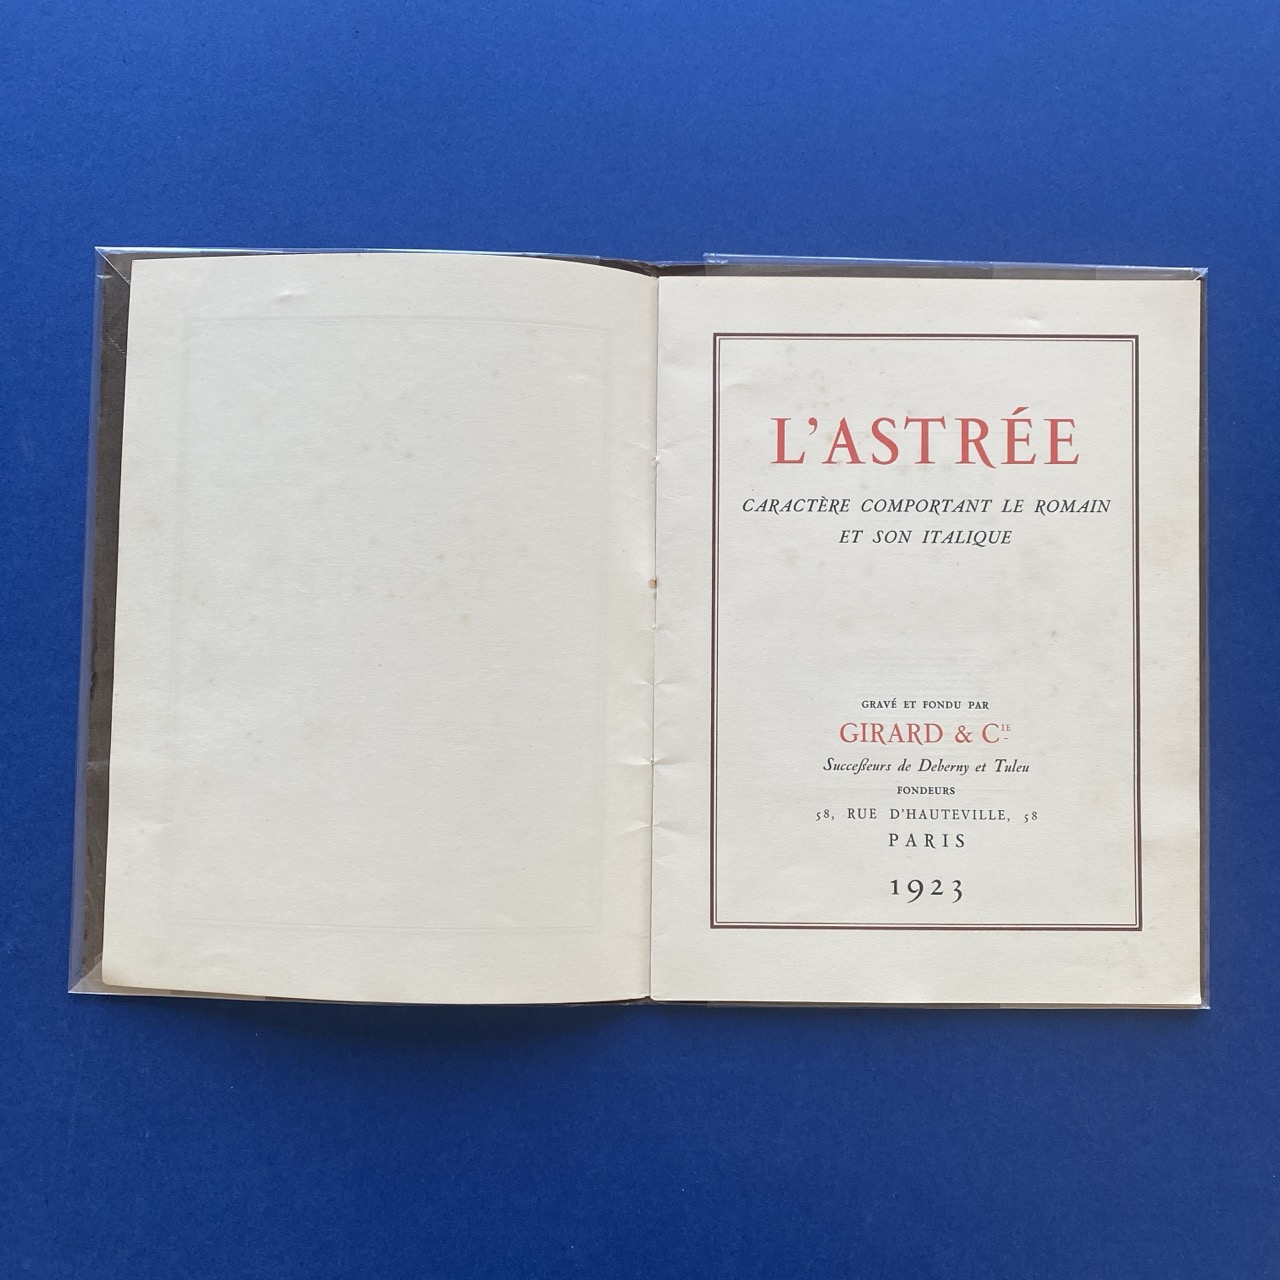 L'ASTRÉE
CARACTÈRE COMPORTANT LE ROMAIN
ET SON ITALIQUE
GRAVÉ ET FONDU PAR
GIRARD & CIE
Succeßeurs de Deberny et Tuleu
FONDEURS
58, RUE D'HAUTEVILLE, 58
PARIS
1923